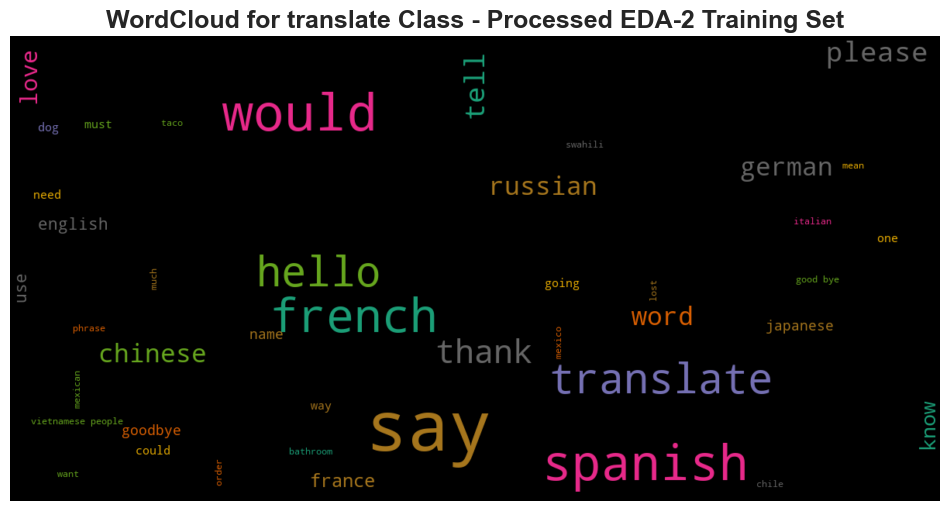 WordCloud for translate Class - Processed EDA-2 Training Set
love
tell
please
would
dog
must
taco
swahili
german
mean
russian
need
english
italian
one
hello
use
much
going
lost
good bye
french
word
name
phrase
japanese
mexico
thank
chinese
translate
mexican
way
say
vietnamese people
goodbye
know
could
bathroom
spanish
want
order
france
chile